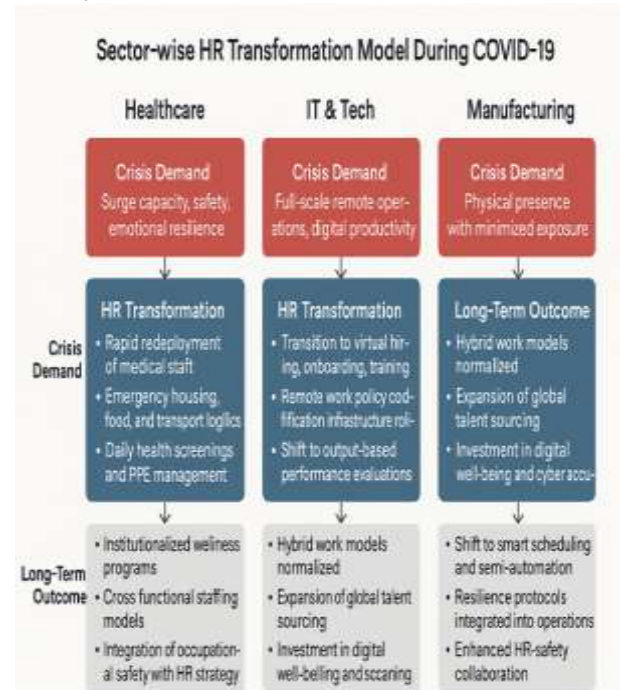 Sector-wise HR Transformation Model During COVID-19
Healthcare
IT & Tech
Manufacturing
Crisis Demand
Surge capacity, safety,
emotional resilience
Crisis Demand
Full-scale remote oper-
ations, digital productivity
Crisis Demand
Physical presence
with minimized exposure
Crisis
Demand
HR Transformation
• Rapid redeployment
of medical staft
• Emergency housing,
food, and transport logllcs
• Daily health screenings
and PPE management
HR Transformation
• Transition to virtual hir-
ing, onboarding, training
• Remote work policy cod-
ification infrastructure roli-
• Shift to output-based
performance evaluations
Long-Term Outcome
• Hybrid work models
normalized
• Expansion of global
talent sourcing
• Investment in digital
well-being and cyber accu-
Long-Term
Outcome
• Institutionalized weliness
programs
• Cross functional staffing
models
• Integration of occupation-
al safety with HR strategy
• Hybrid work models
normalized
• Expansion of global talent
sourcing
• Investment in digital
well-belling and sccaring
• Shift to smart scheduling
and semi-automation
• Resilience protocols
integrated into operations
• Enhanced HR-safety
collaboration